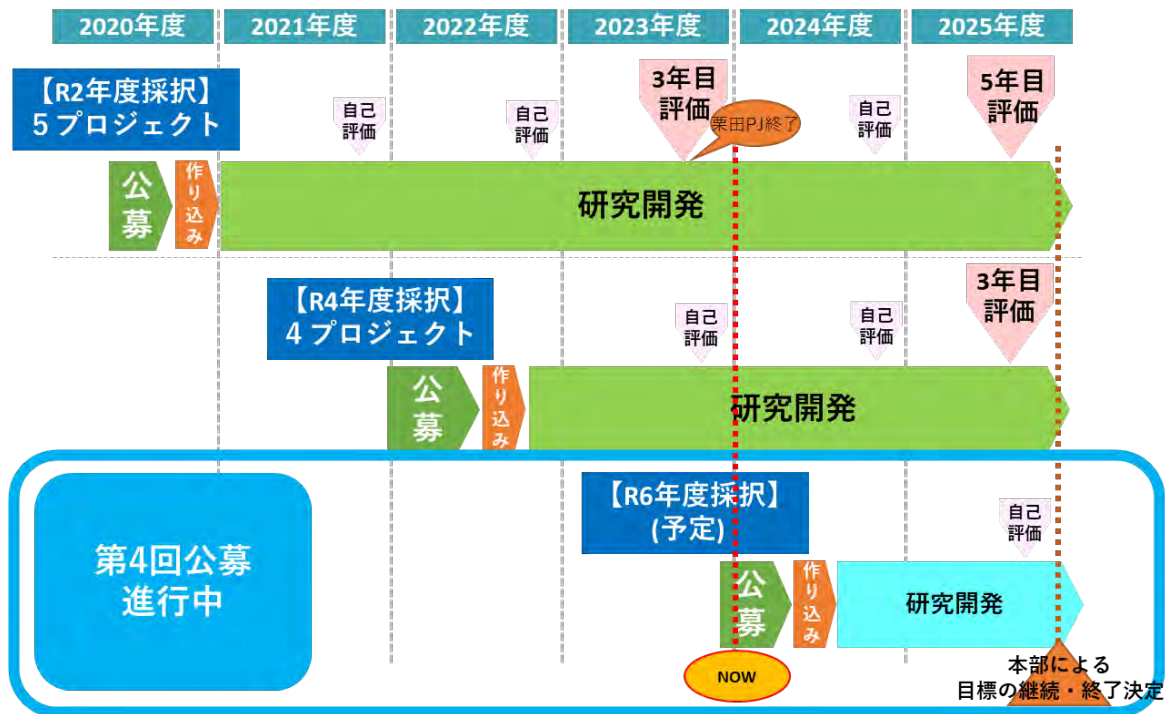 2020年度
2021年度
2022年度
2023年度
2024年度
2025年度
【R2年度採択】
5プロジェクト
自己
評価
自己
評価
3年目
評価
栗田PJ終了
自己
評価
5年目
評価
公
募
作
り
込
み
研究開発
【R4年度採択】
4プロジェクト
自己
評価
自己
評価
3年目
評価
公
募
作
り
込
み
研究開発
第4回公募
進行中
【R6年度採択】
(予定)
自己
評価
公
募
作
り
込
み
研究開発
NOW
本部による
目標の継続・終了決定